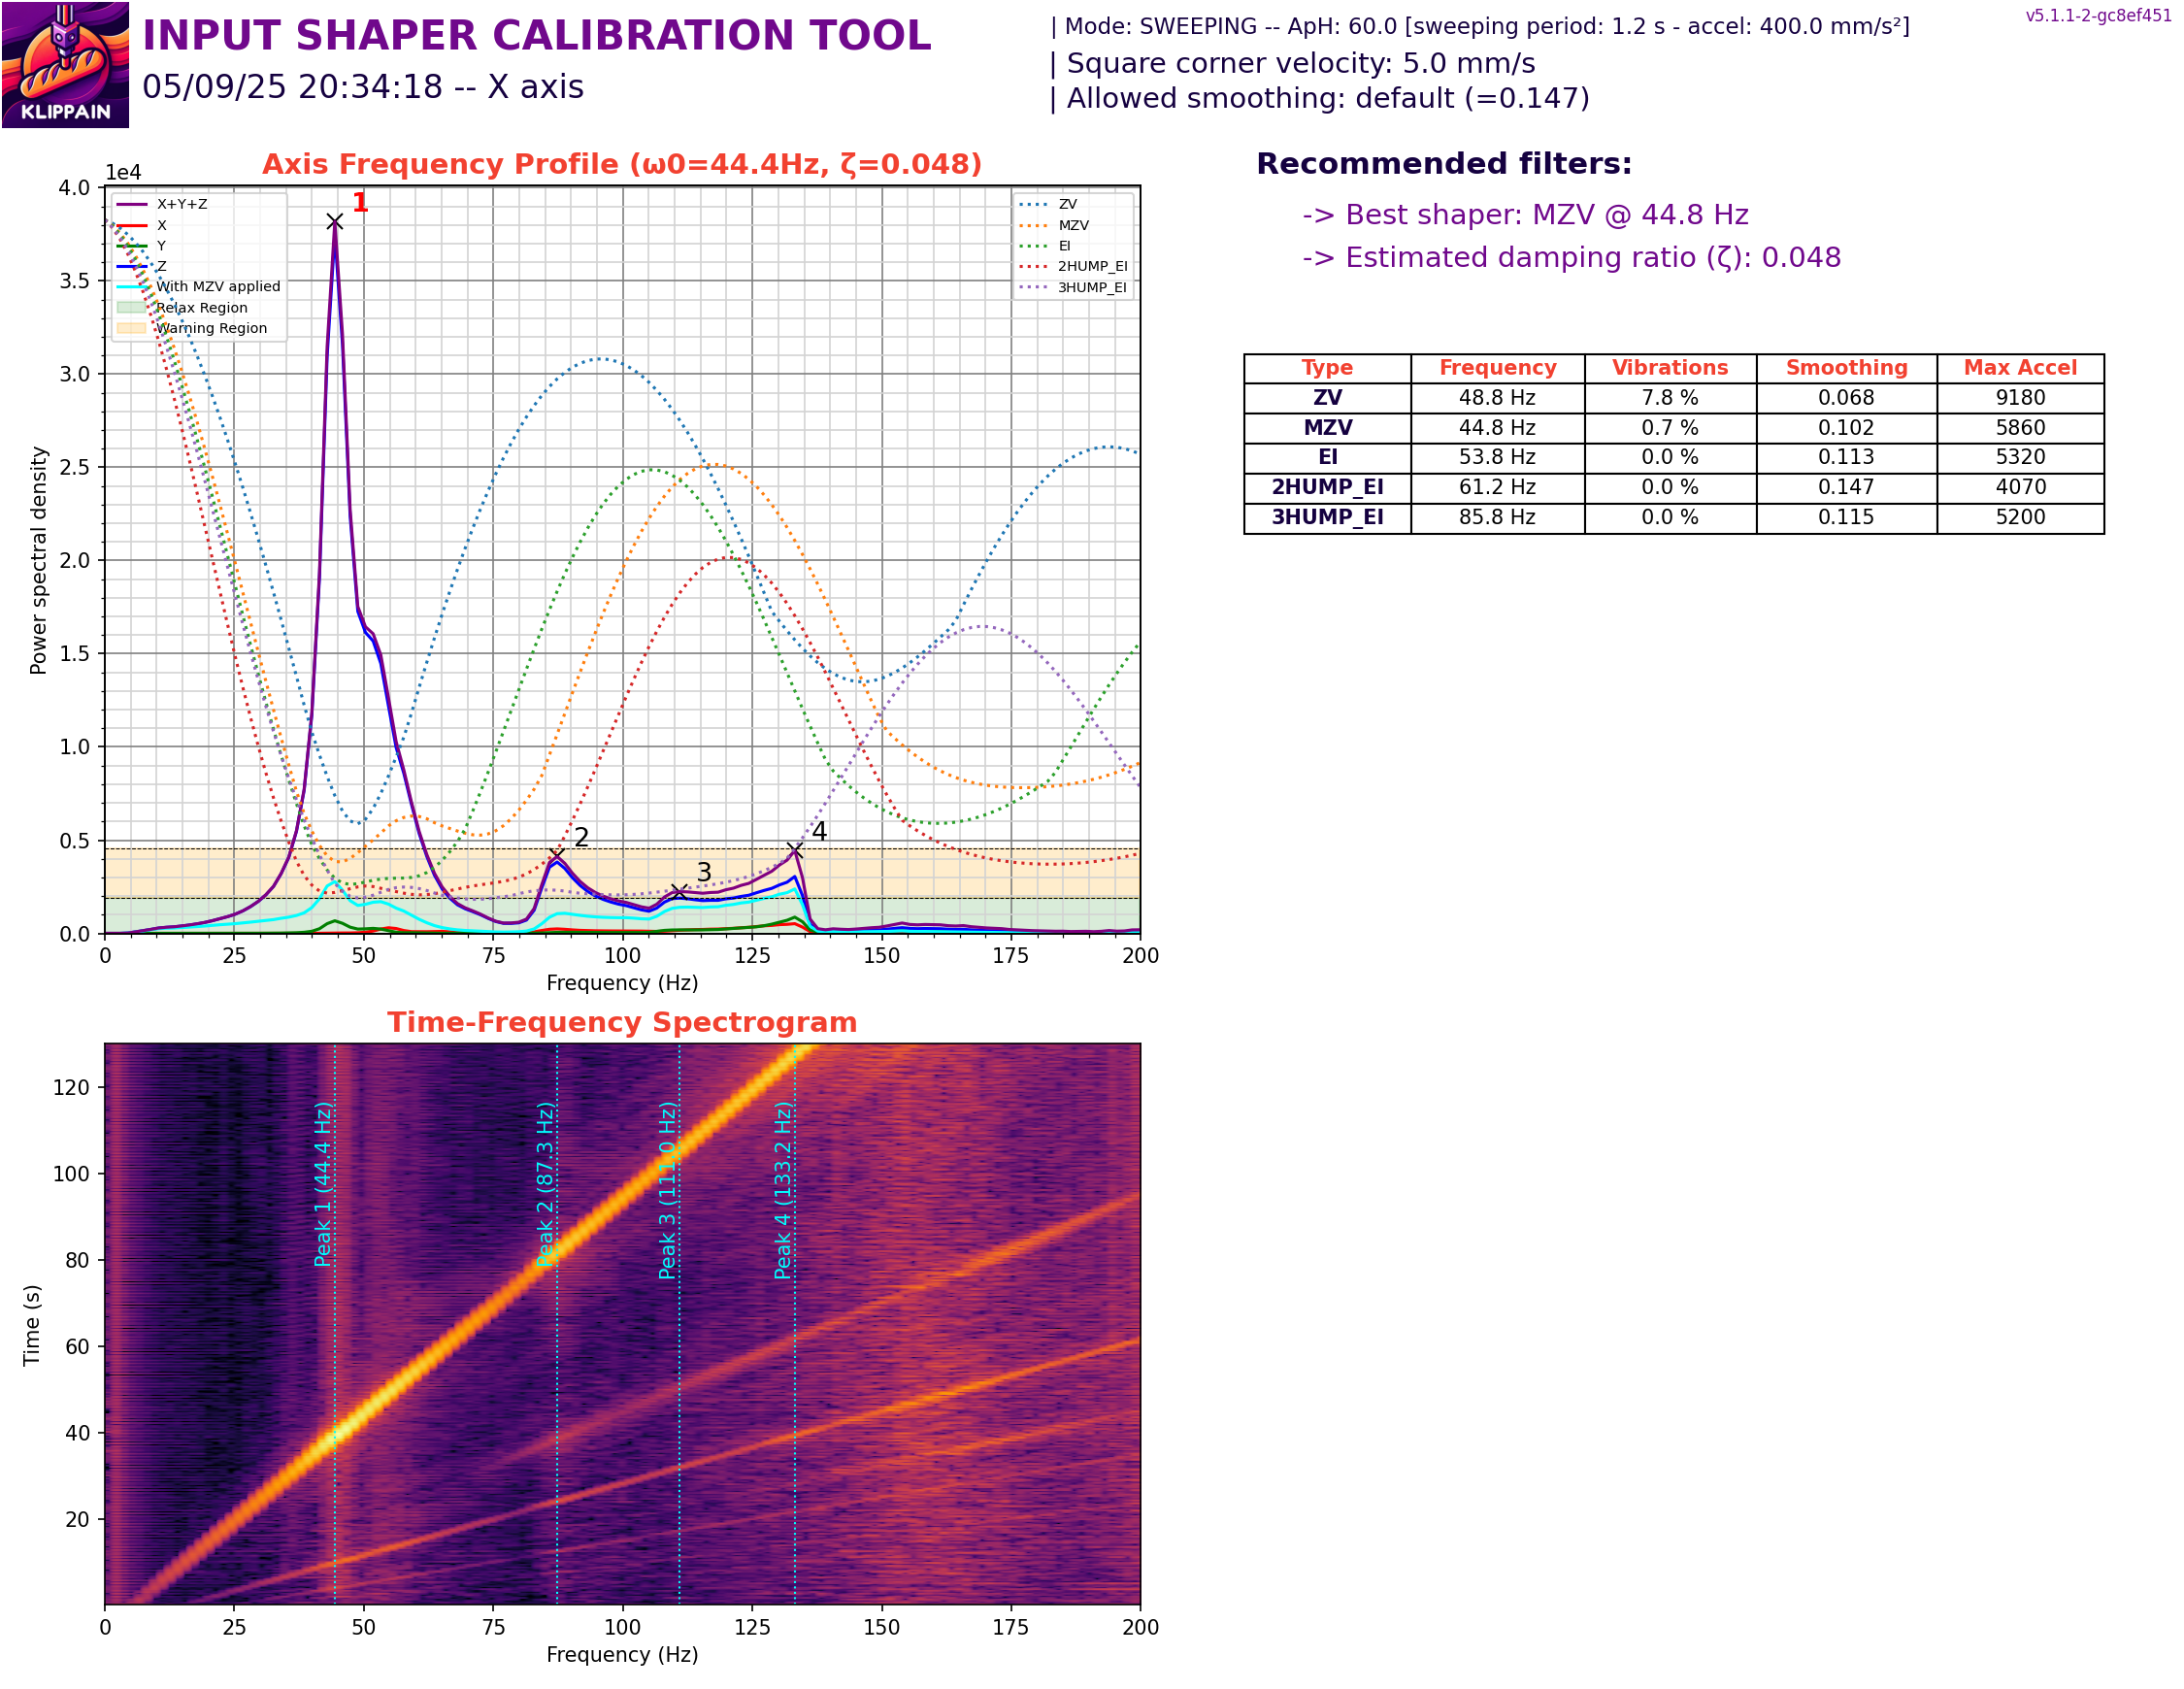 INPUT SHAPER CALIBRATION TOOL
05/09/25 20:34:18 -- X axis
KLIPPAIN
| Mode: SWEEPING -- ApH: 60.0 [sweeping period: 1.2 s - accel: 400.0 mm/s²]
| Square corner velocity: 5.0 mm/s
| Allowed smoothing: default (=0.147)
v5.1.1-2-gc8ef451
Axis Frequency Profile (ω0=44.4Hz, ζ=0.048)
1e4
4.0
3.5
3.0
2.5
2.0
1.5
1.0
0.5
0.0
Power spectral density
X+Y+Z
X
Y
Z
With MZV applied
Relax Region
Warning Region
ZV
MZV
EI
2HUMP_EI
3HUMP_EI
1
2
3
4
0 25 50 75 100 125 150 175 200
Frequency (Hz)
Recommended filters:
-> Best shaper: MZV @ 44.8 Hz
-> Estimated damping ratio (ζ): 0.048
Type Frequency Vibrations Smoothing Max Accel
ZV 48.8 Hz 7.8 % 0.068 9180
MZV 44.8 Hz 0.7 % 0.102 5860
EI 53.8 Hz 0.0 % 0.113 5320
2HUMP_EI 61.2 Hz 0.0 % 0.147 4070
3HUMP_EI 85.8 Hz 0.0 % 0.115 5200
Time-Frequency Spectrogram
120
100
80
60
40
20
Time (s)
Peak 1 (44.4 Hz)
Peak 2 (87.3 Hz)
Peak 3 (111.0 Hz)
Peak 4 (133.2 Hz)
0 25 50 75 100 125 150 175 200
Frequency (Hz)